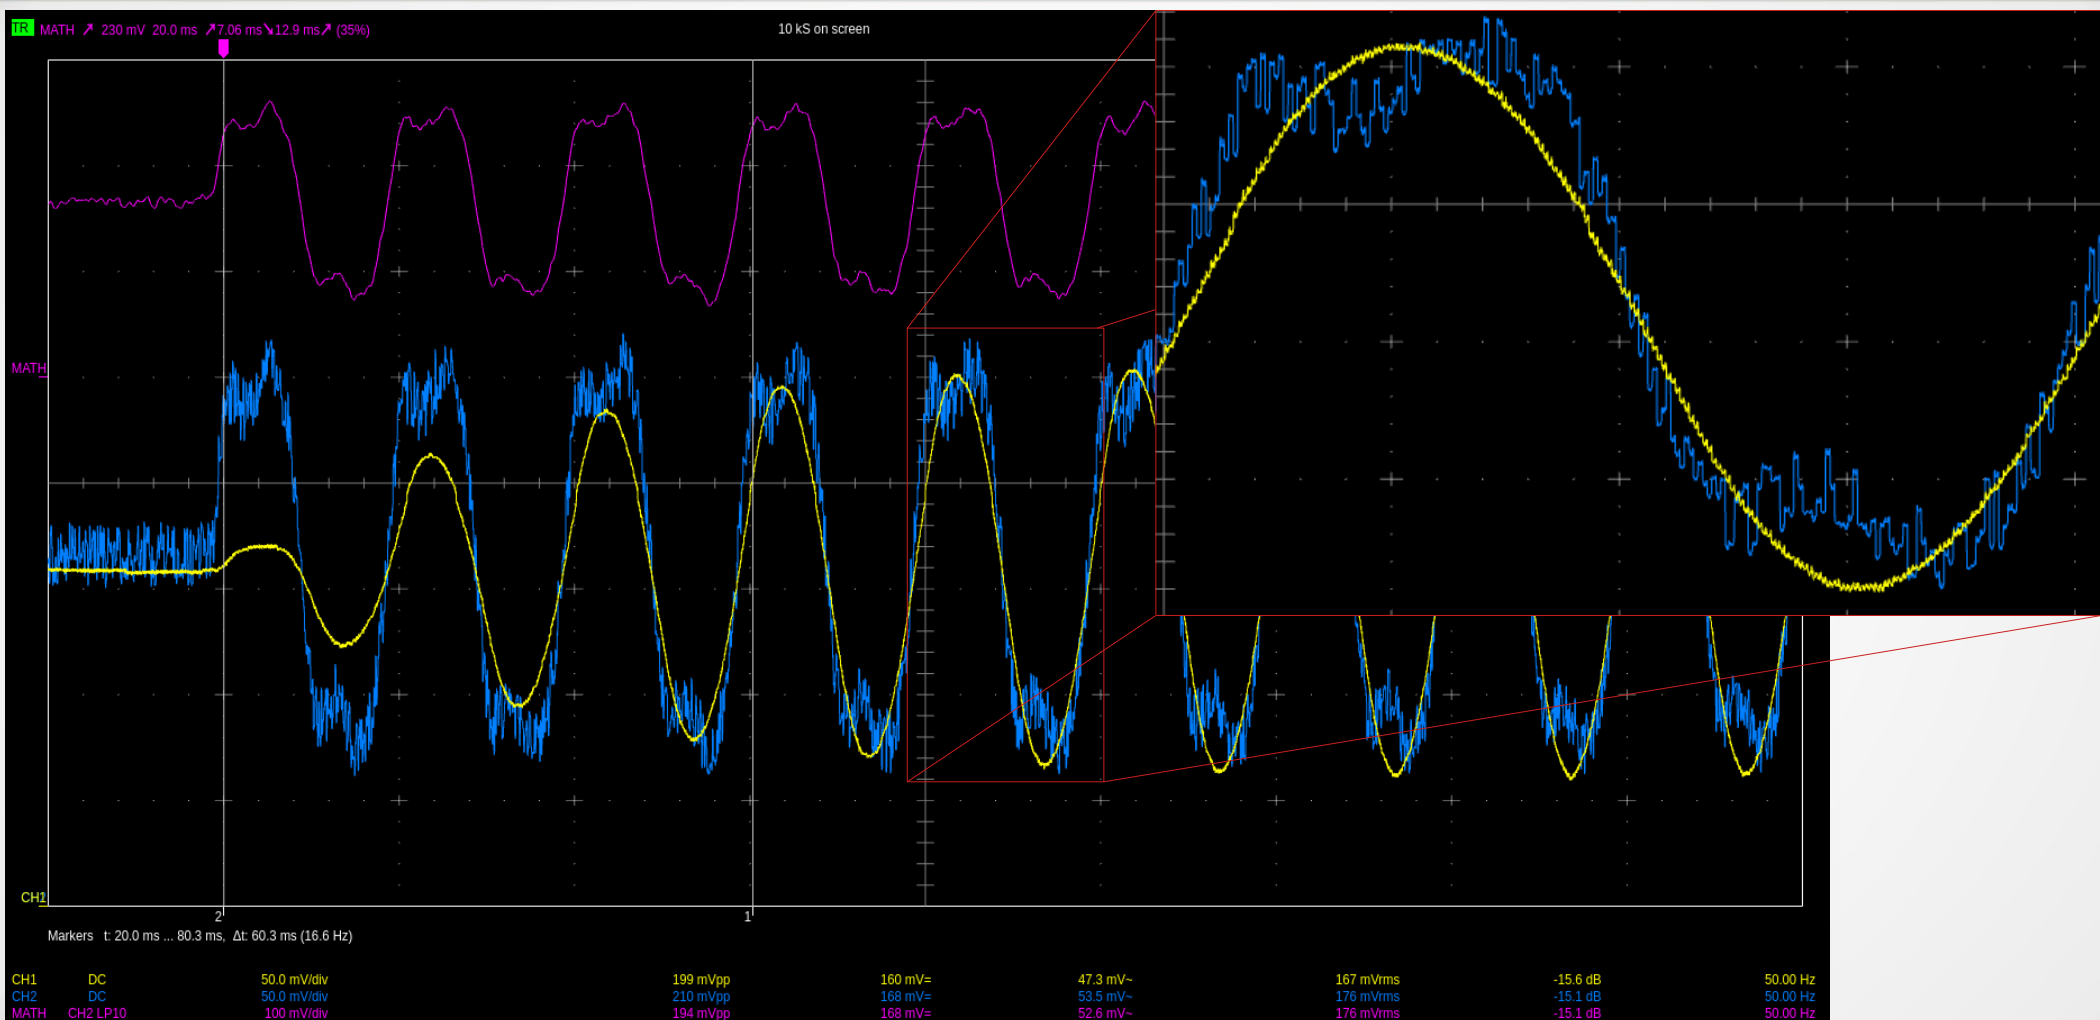 TR MATH ↗ 230 mV 20.0 ms ↗7.06 ms↘12.9 ms↗ (35%)
10 kS on screen
MATH
CH1
2
1
Markers t: 20.0 ms ... 80.3 ms, Δt: 60.3 ms (16.6 Hz)
CH1 DC 50.0 mV/div 199 mVpp 160 mV= 47.3 mV~ 167 mVrms -15.6 dB 50.00 Hz
CH2 DC 50.0 mV/div 210 mVpp 168 mV= 53.5 mV~ 176 mVrms -15.1 dB 50.00 Hz
MATH CH2 LP10 100 mV/div 194 mVpp 168 mV= 52.6 mV~ 176 mVrms -15.1 dB 50.00 Hz